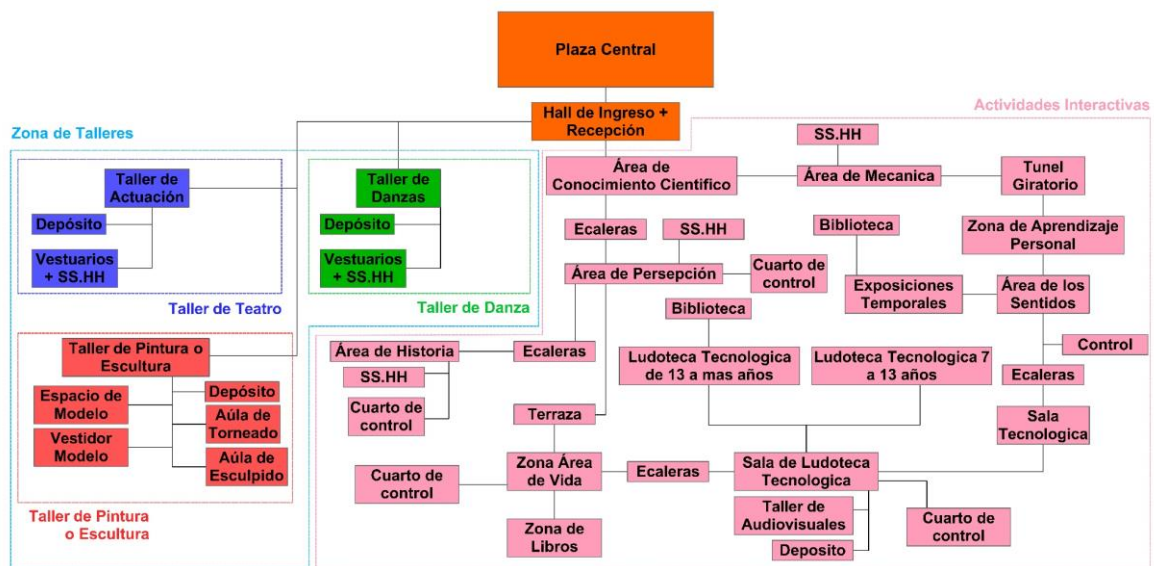 Plaza Central
Hall de Ingreso +
Recepción
Actividades Interactivas
Zona de Talleres
Taller de
Actuación
Depósito
Vestuarios
+ SS.HH
Taller de Teatro
Taller de
Danzas
Depósito
Vestuarios
+ SS.HH
Taller de Danza
Taller de Pintura o
Escultura
Espacio de
Modelo
Vestidor
Modelo
Depósito
Aúla de
Torneado
Aúla de
Esculpido
Taller de Pintura
o Escultura
Área de
Conocimiento Cientifico
SS.HH
Área de Mecanica
Tunel
Giratorio
Ecaleras
SS.HH
Biblioteca
Zona de Aprendizaje
Personal
Área de Persepción
Cuarto de
control
Exposiciones
Temporales
Área de los
Sentidos
Biblioteca
Control
Área de Historia
Ecaleras
SS.HH
Cuarto de
control
Ludoteca Tecnologica
de 13 a mas años
Ludoteca Tecnologica 7
a 13 años
Ecaleras
Terraza
Sala
Tecnologica
Cuarto de
control
Zona Área
de Vida
Ecaleras
Sala de Ludoteca
Tecnologica
Zona de
Libros
Taller de
Audiovisuales
Deposito
Cuarto de
control